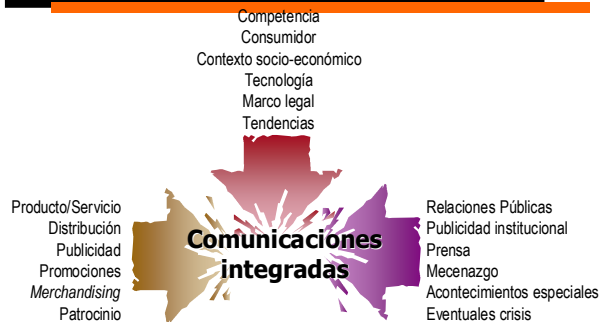 Competencia
Consumidor
Contexto socio-económico
Tecnología
Marco legal
Tendencias
Producto/Servicio
Distribución
Publicidad
Promociones
Merchandising
Patrocinio
Comunicaciones
integradas
Relaciones Públicas
Publicidad institucional
Prensa
Mecenazgo
Acontecimientos especiales
Eventuales crisis